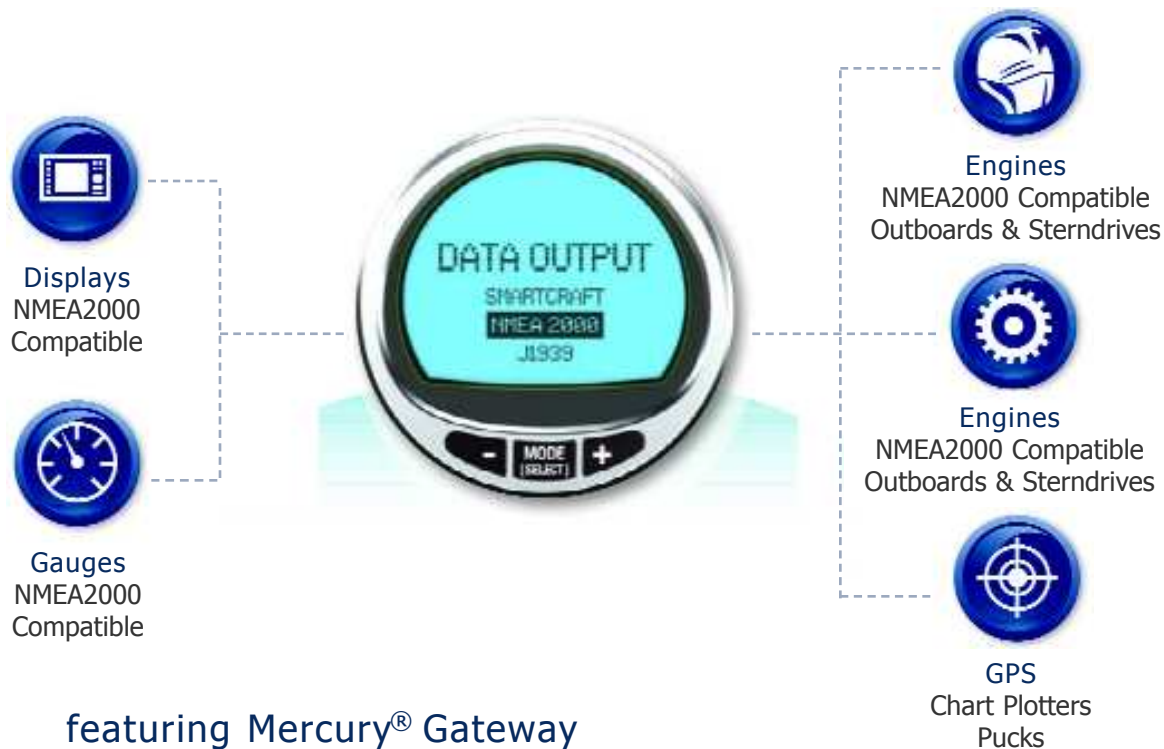 Displays
NMEA2000
Compatible
Gauges
NMEA2000
Compatible
DATA OUTPUT
SMARTCRAFT
NMEA 2000
J1939
-
MODE
[SELECT]
+
Engines
NMEA2000 Compatible
Outboards & Sterndrives
Engines
NMEA2000 Compatible
Outboards & Sterndrives
GPS
Chart Plotters
Pucks
featuring Mercury® Gateway